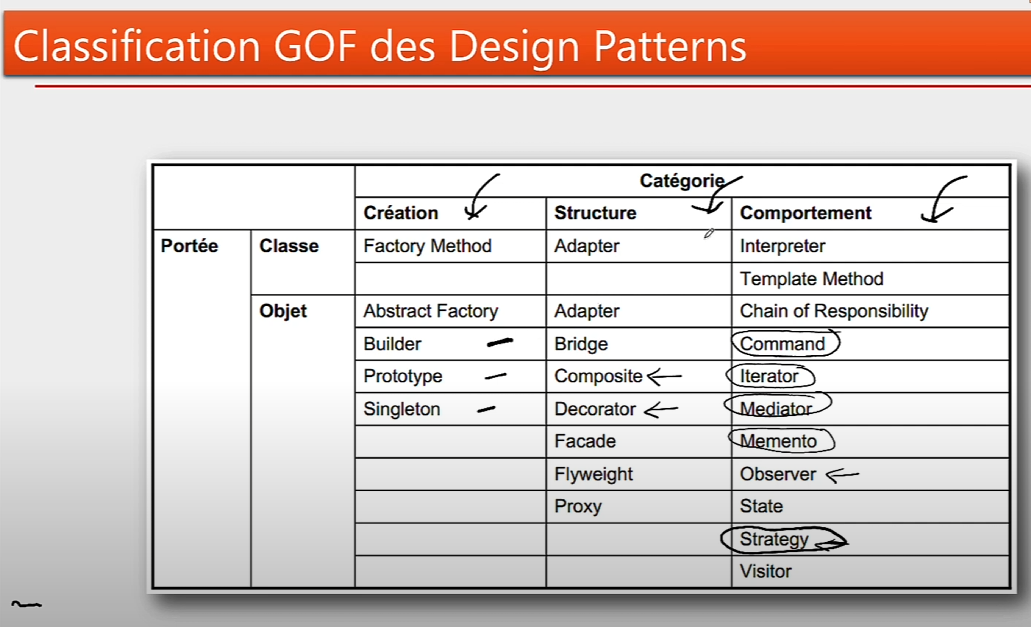 Classification GOF des Design Patterns
Catégorie
Création Structure Comportement
Portée Classe Factory Method Adapter Interpreter
Template Method
Objet Abstract Factory Adapter Chain of Responsibility
Builder Bridge Command
Prototype Composite Iterator
Singleton Decorator Mediator
Facade Memento
Flyweight Observer
Proxy State
Strategy
Visitor